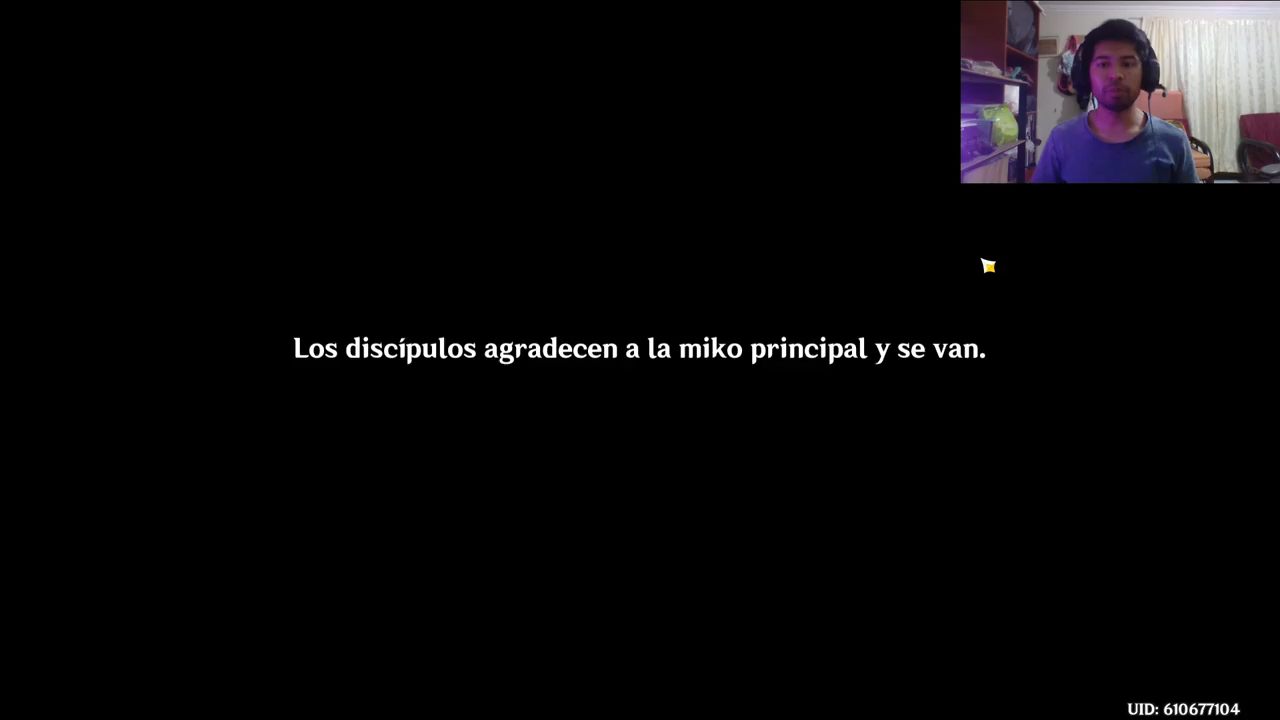 Los discípulos agradecen a la miko principal y se van.
UID: 610677104